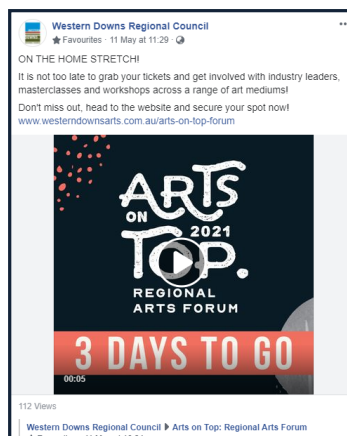 Western Downs Regional Council
Favourites · 11 May at 11:29 ·
ON THE HOME STRETCH!
It is not too late to grab your tickets and get involved with industry leaders,
masterclasses and workshops across a range of art mediums!
Don't miss out, head to the website and secure your spot now!
www.westerndownsarts.com.au/arts-on-top-forum
ARTS
ON
2021
TOP.
REGIONAL
ARTS FORUM
3 DAYS TO GO
00:05
112 Views
Western Downs Regional Council ▶ Arts on Top: Regional Arts Forum